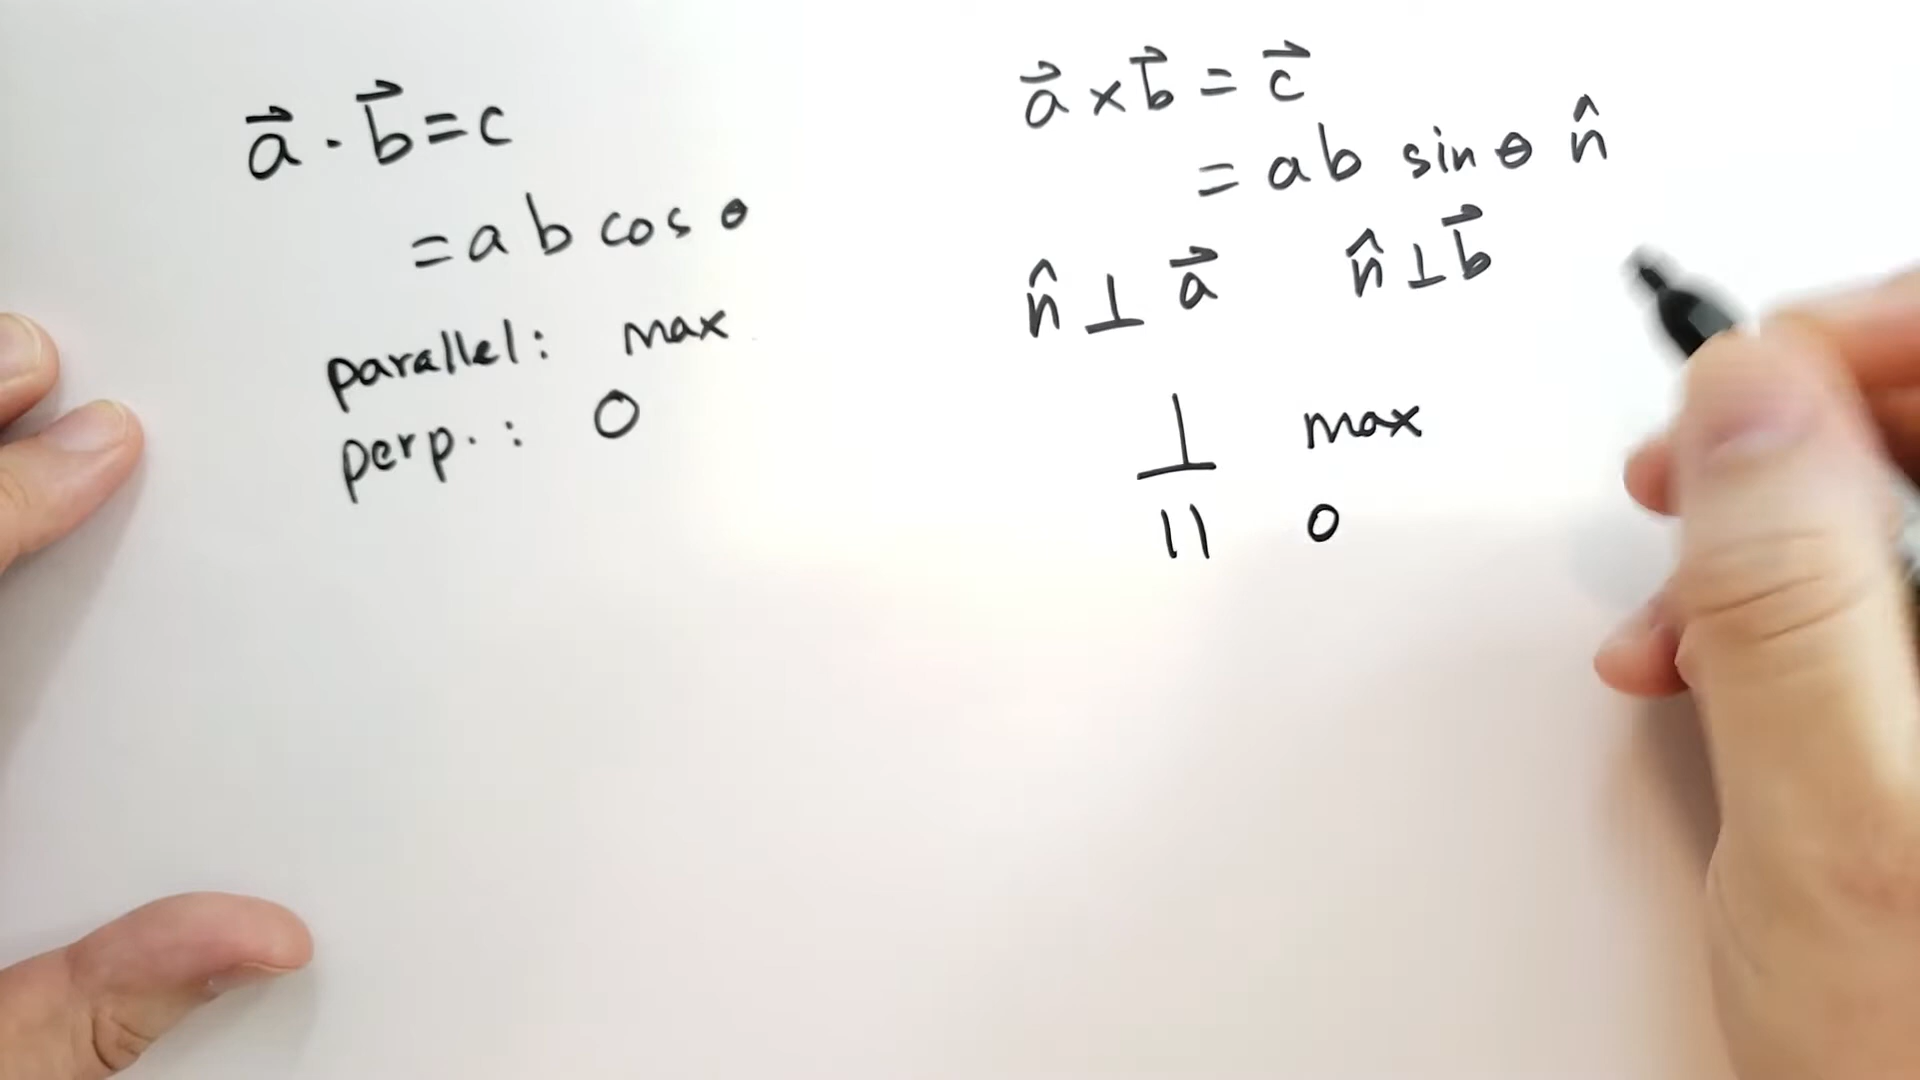 a⃗ · b⃗ = c
= a b cos θ
parallel: max
perp. : 0
a⃗ × b⃗ = c⃗
= a b sin θ n̂
n̂ ⊥ a⃗ n̂ ⊥ b⃗
⊥ max
|| 0